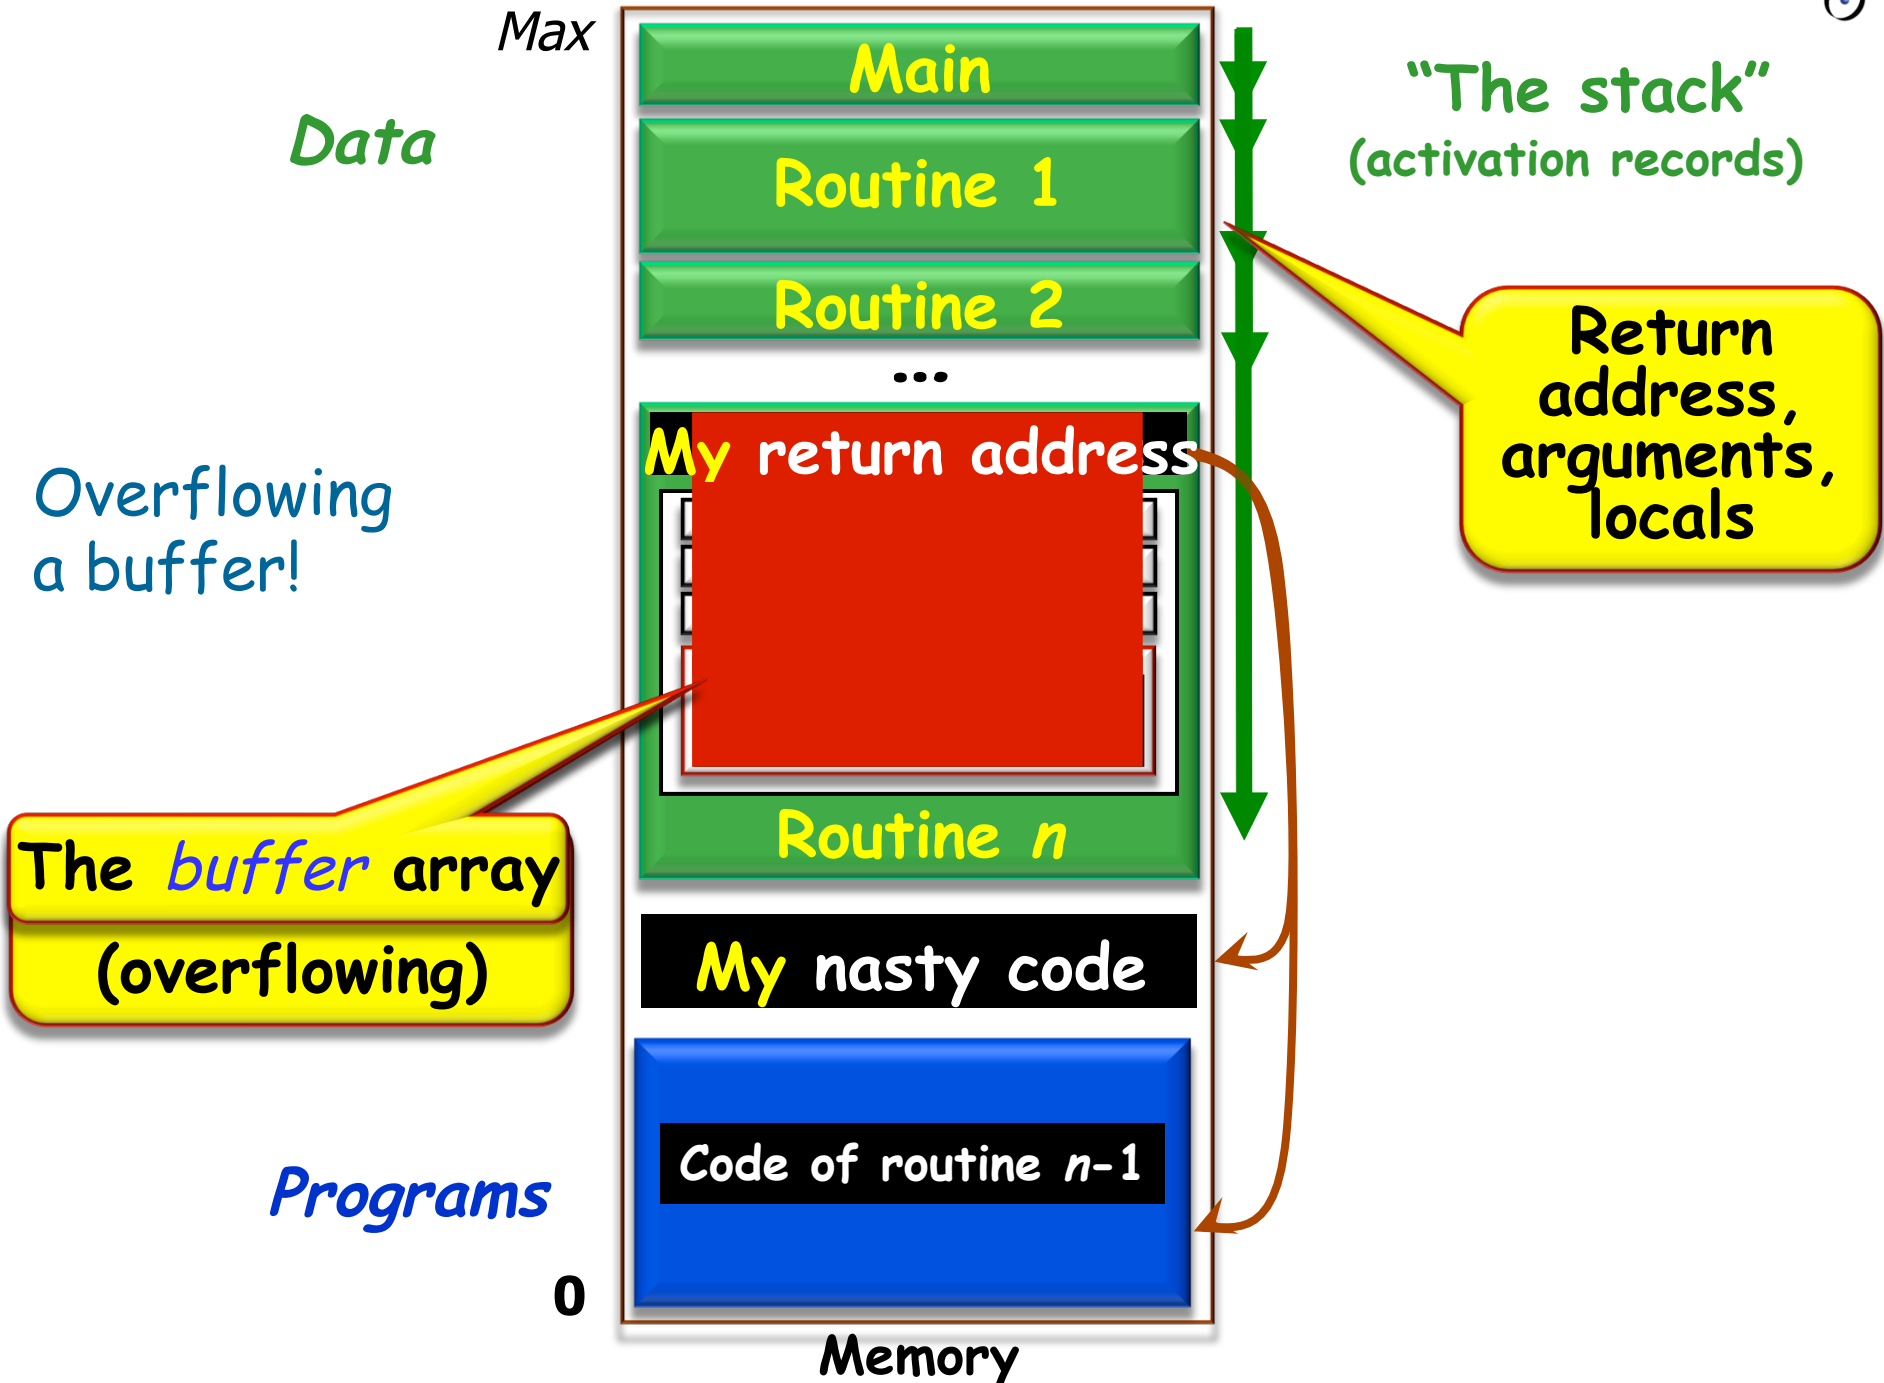 Max
Main
“The stack”
(activation records)
Data
Routine 1
Routine 2
...
Return
address,
arguments,
locals
My return address
Overflowing
a buffer!
Routine n
The buffer array
(overflowing)
My nasty code
Code of routine n-1
Programs
0
Memory